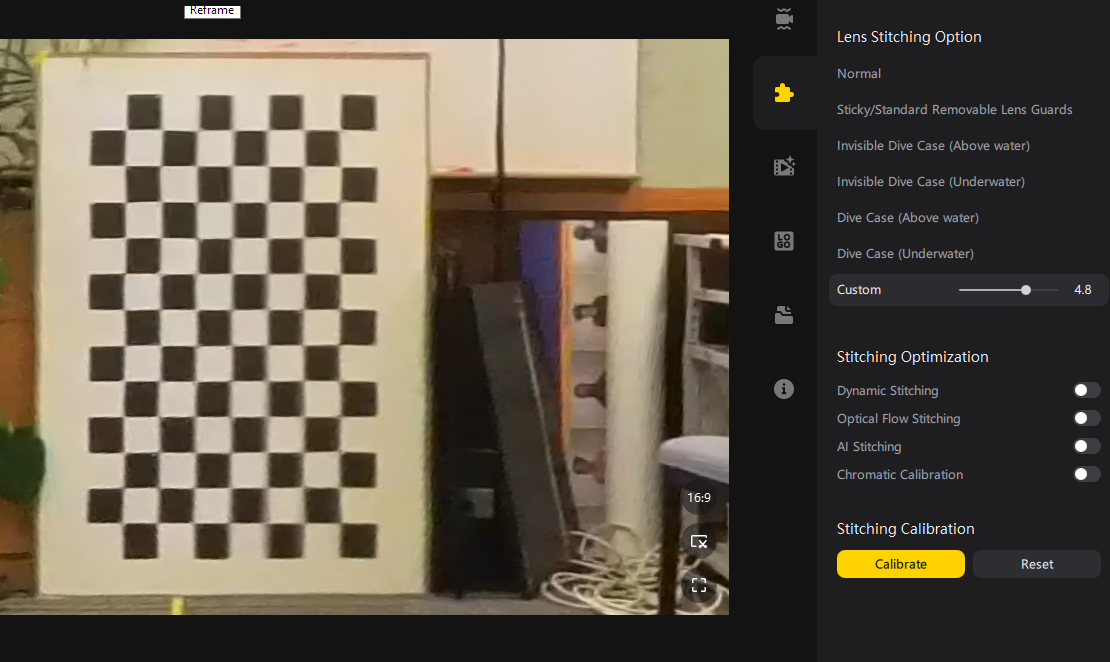 Reframe
Lens Stitching Option
Normal
Sticky/Standard Removable Lens Guards
Invisible Dive Case (Above water)
Invisible Dive Case (Underwater)
Dive Case (Above water)
Dive Case (Underwater)
Custom 4.8
Stitching Optimization
Dynamic Stitching
Optical Flow Stitching
AI Stitching
Chromatic Calibration
Stitching Calibration
Calibrate Reset
LOGO
16:9